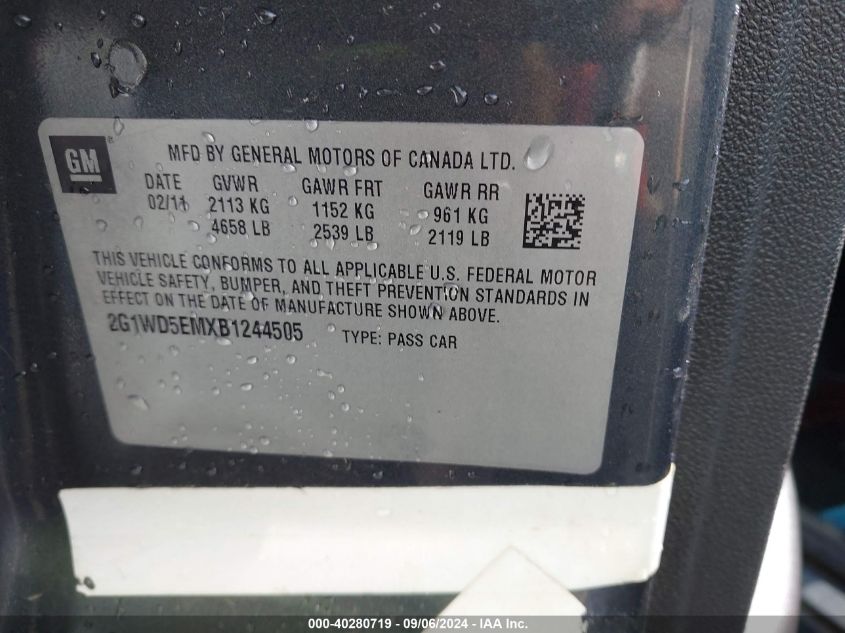 GM
MFD BY GENERAL MOTORS OF CANADA LTD.
DATE GVWR GAWR FRT GAWR RR
02/11 2113 KG 1152 KG 961 KG
4658 LB 2539 LB 2119 LB
THIS VEHICLE CONFORMS TO ALL APPLICABLE U.S. FEDERAL MOTOR
VEHICLE SAFETY, BUMPER, AND THEFT PREVENTION STANDARDS IN
EFFECT ON THE DATE OF MANUFACTURE SHOWN ABOVE.
2G1WD5EMXB1244505 TYPE: PASS CAR
000-40280719 - 09/06/2024 - IAA Inc.